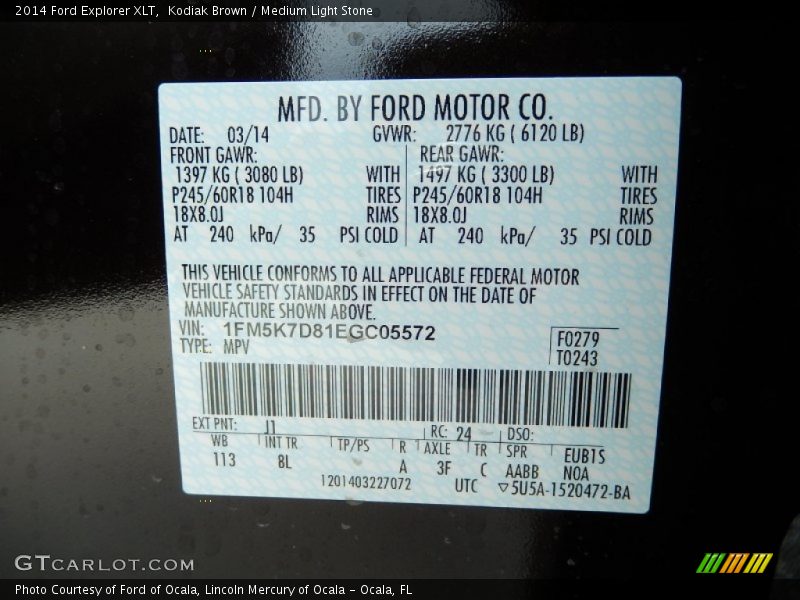 2014 Ford Explorer XLT,  Kodiak Brown / Medium Light Stone
MFD. BY FORD MOTOR CO.
DATE: 03/14 GVWR: 2776 KG ( 6120 LB)
FRONT GAWR: REAR GAWR:
1397 KG ( 3080 LB) WITH 1497 KG ( 3300 LB) WITH
P245/60R18 104H TIRES P245/60R18 104H TIRES
18X8.0J RIMS 18X8.0J RIMS
AT 240 kPa/ 35 PSI COLD AT 240 kPa/ 35 PSI COLD
THIS VEHICLE CONFORMS TO ALL APPLICABLE FEDERAL MOTOR
VEHICLE SAFETY STANDARDS IN EFFECT ON THE DATE OF
MANUFACTURE SHOWN ABOVE.
VIN: 1FM5K7D81EGC05572
TYPE: MPV
F0279
T0243
EXT PNT: J1 RC: 24 DSO:
WB INT TR TP/PS R AXLE TR SPR EUB1S
113 8L A 3F C AABB NOA
1201403227072 UTC ▽5U5A-1520472-BA
GTCARLOT.COM
Photo Courtesy of Ford of Ocala, Lincoln Mercury of Ocala - Ocala, FL